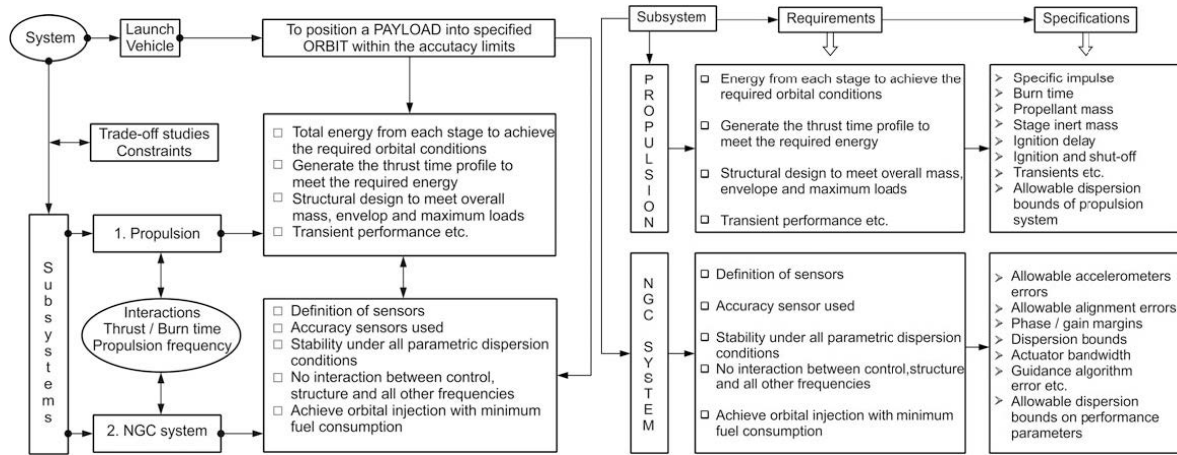 System
Launch
Vehicle
To position a PAYLOAD into specified
ORBIT within the accutacy limits
Trade-off studies
Constraints
Subsystems
1. Propulsion
□ Total energy from each stage to achieve
the required orbital conditions
□ Generate the thrust time profile to
meet the required energy
□ Structural design to meet overall
mass, envelop and maximum loads
□ Transient performance etc.
Interactions
Thrust / Burn time
Propulsion frequency
2. NGC system
□ Definition of sensors
□ Accuracy sensors used
□ Stability under all parametric dispersion
conditions
□ No interaction between control,
structure and all other frequencies
□ Achieve orbital injection with minimum
fuel consumption
Subsystem
Requirements
Specifications
PROPULSION
❑ Energy from each stage to achieve the
required orbital conditions
❑ Generate the thrust time profile to
meet the required energy
❑ Structural design to meet overall mass,
envelope and maximum loads
❑ Transient performance etc.
➢ Specific impulse
➢ Burn time
➢ Propellant mass
➢ Stage inert mass
➢ Ignition delay
➢ Ignition and shut-off
➢ Transients etc.
➢ Allowable dispersion
bounds of propulsion
system
NGC SYSTEM
❑ Definition of sensors
❑ Accuracy sensor used
❑ Stability under all parametric dispersion
conditions
❑ No interaction between control,structure
and all other frequencies
❑ Achieve orbital injection with minimum
fuel consumption
➢ Allowable accelerometers
errors
➢ Allowable alignment errors
➢ Phase / gain margins
➢ Dispersion bounds
➢ Actuator bandwidth
➢ Guidance algorithm
error etc.
➢ Allowable dispersion
bounds on performance
parameters